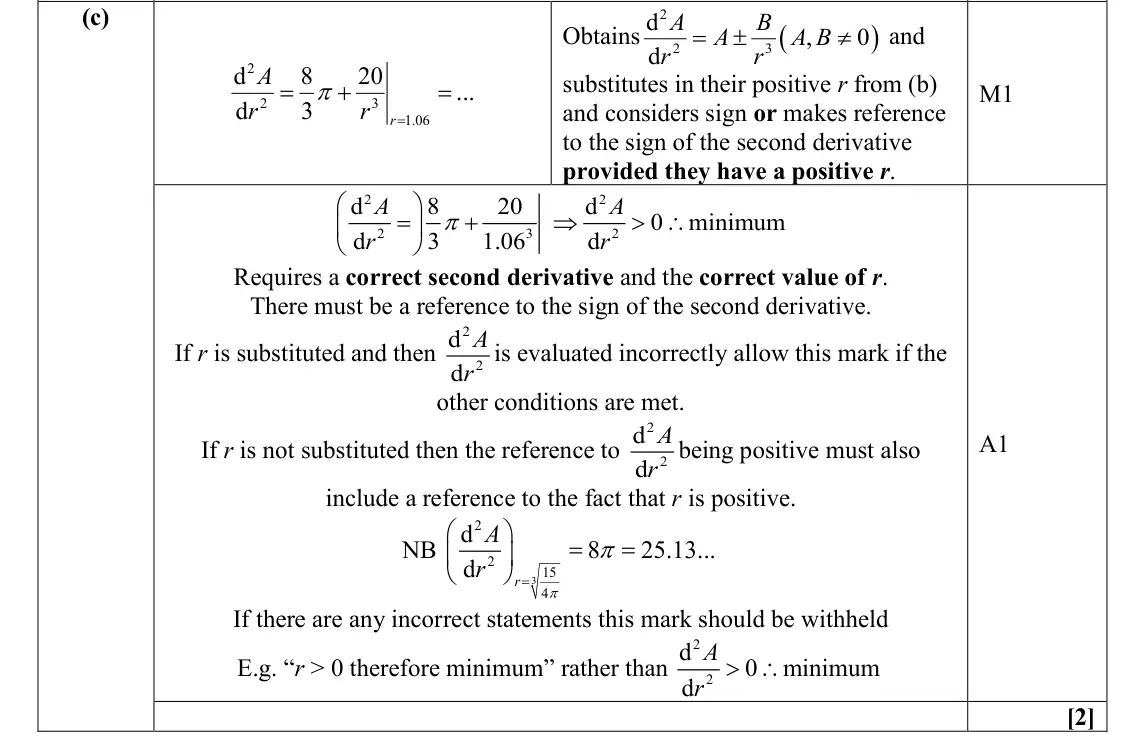 (c)
d²A/dr² = 8/3 π + 20/r³ |r=1.06 = ...
Obtains d²A/dr² = A ± B/r³ (A, B ≠ 0) and
substitutes in their positive r from (b)
and considers sign or makes reference
to the sign of the second derivative
provided they have a positive r.
M1
(d²A/dr² =) 8/3 π + 20/1.06³ | ⇒ d²A/dr² > 0 ∴ minimum
Requires a correct second derivative and the correct value of r.
There must be a reference to the sign of the second derivative.
If r is substituted and then d²A/dr² is evaluated incorrectly allow this mark if the
other conditions are met.
If r is not substituted then the reference to d²A/dr² being positive must also
include a reference to the fact that r is positive.
NB (d²A/dr²) r=∛(15/4π) = 8π = 25.13...
If there are any incorrect statements this mark should be withheld
E.g. “r > 0 therefore minimum” rather than d²A/dr² > 0 ∴ minimum
A1
[2]